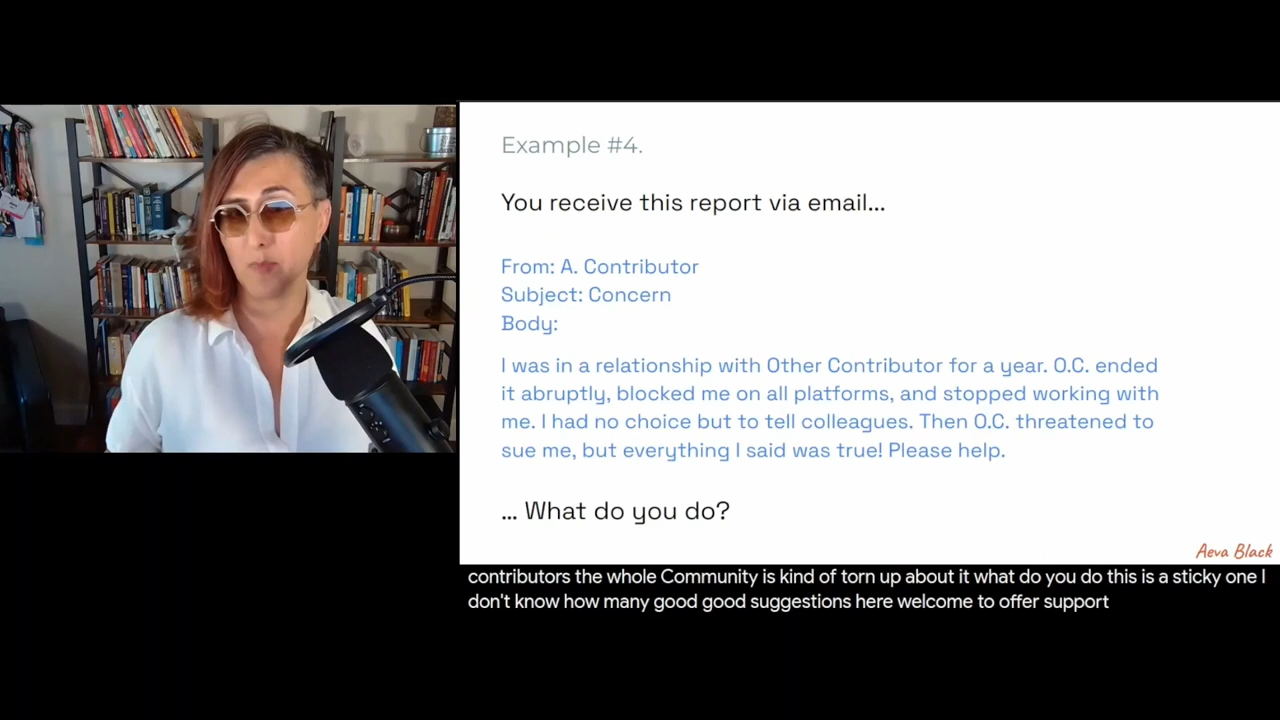 Example #4.
You receive this report via email...
From: A. Contributor
Subject: Concern
Body:
I was in a relationship with Other Contributor for a year. O.C. ended
it abruptly, blocked me on all platforms, and stopped working with
me. I had no choice but to tell colleagues. Then O.C. threatened to
sue me, but everything I said was true! Please help.
... What do you do?
Aeva Black
contributors the whole Community is kind of torn up about it what do you do this is a sticky one I
don't know how many good good suggestions here welcome to offer support